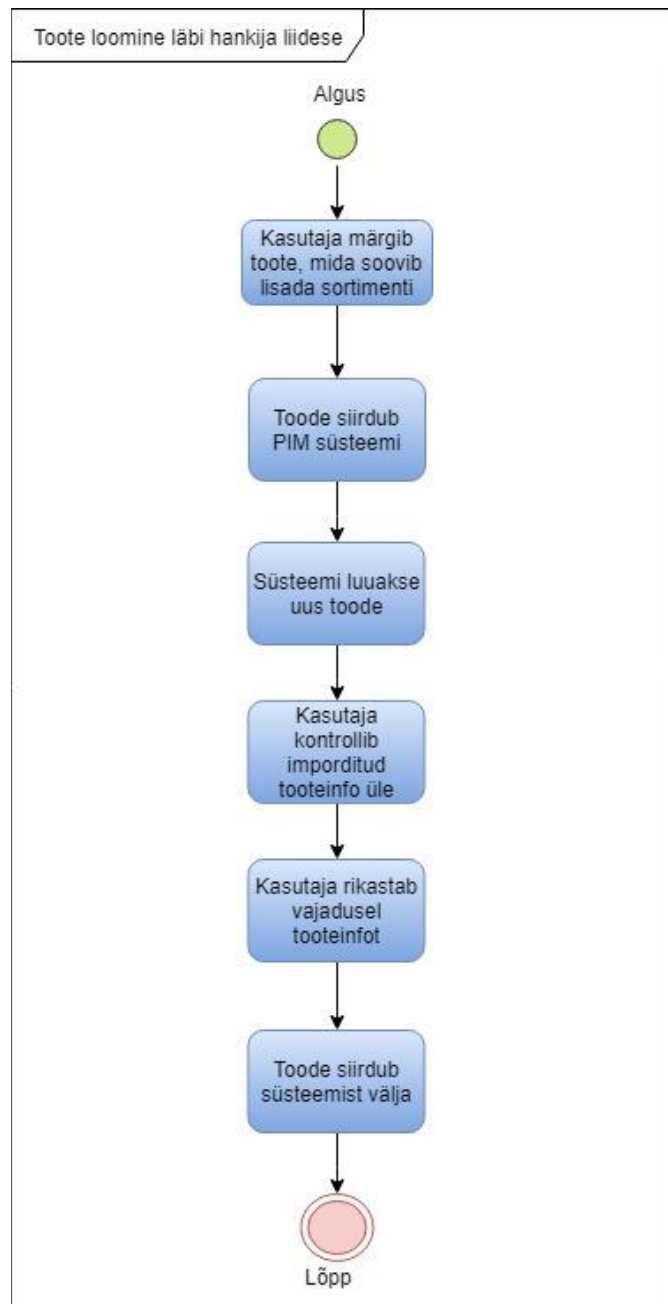 Toote loomine läbi hankija liidese
Algus
Kasutaja märgib
toote, mida soovib
lisada sortimenti
Toode siirdub
PIM süsteemi
Süsteemi luuakse
uus toode
Kasutaja
kontrollib
imporditud
tooteinfo üle
Kasutaja rikastab
vajadusel
tooteinfot
Toode siirdub
süsteemist välja
Lõpp